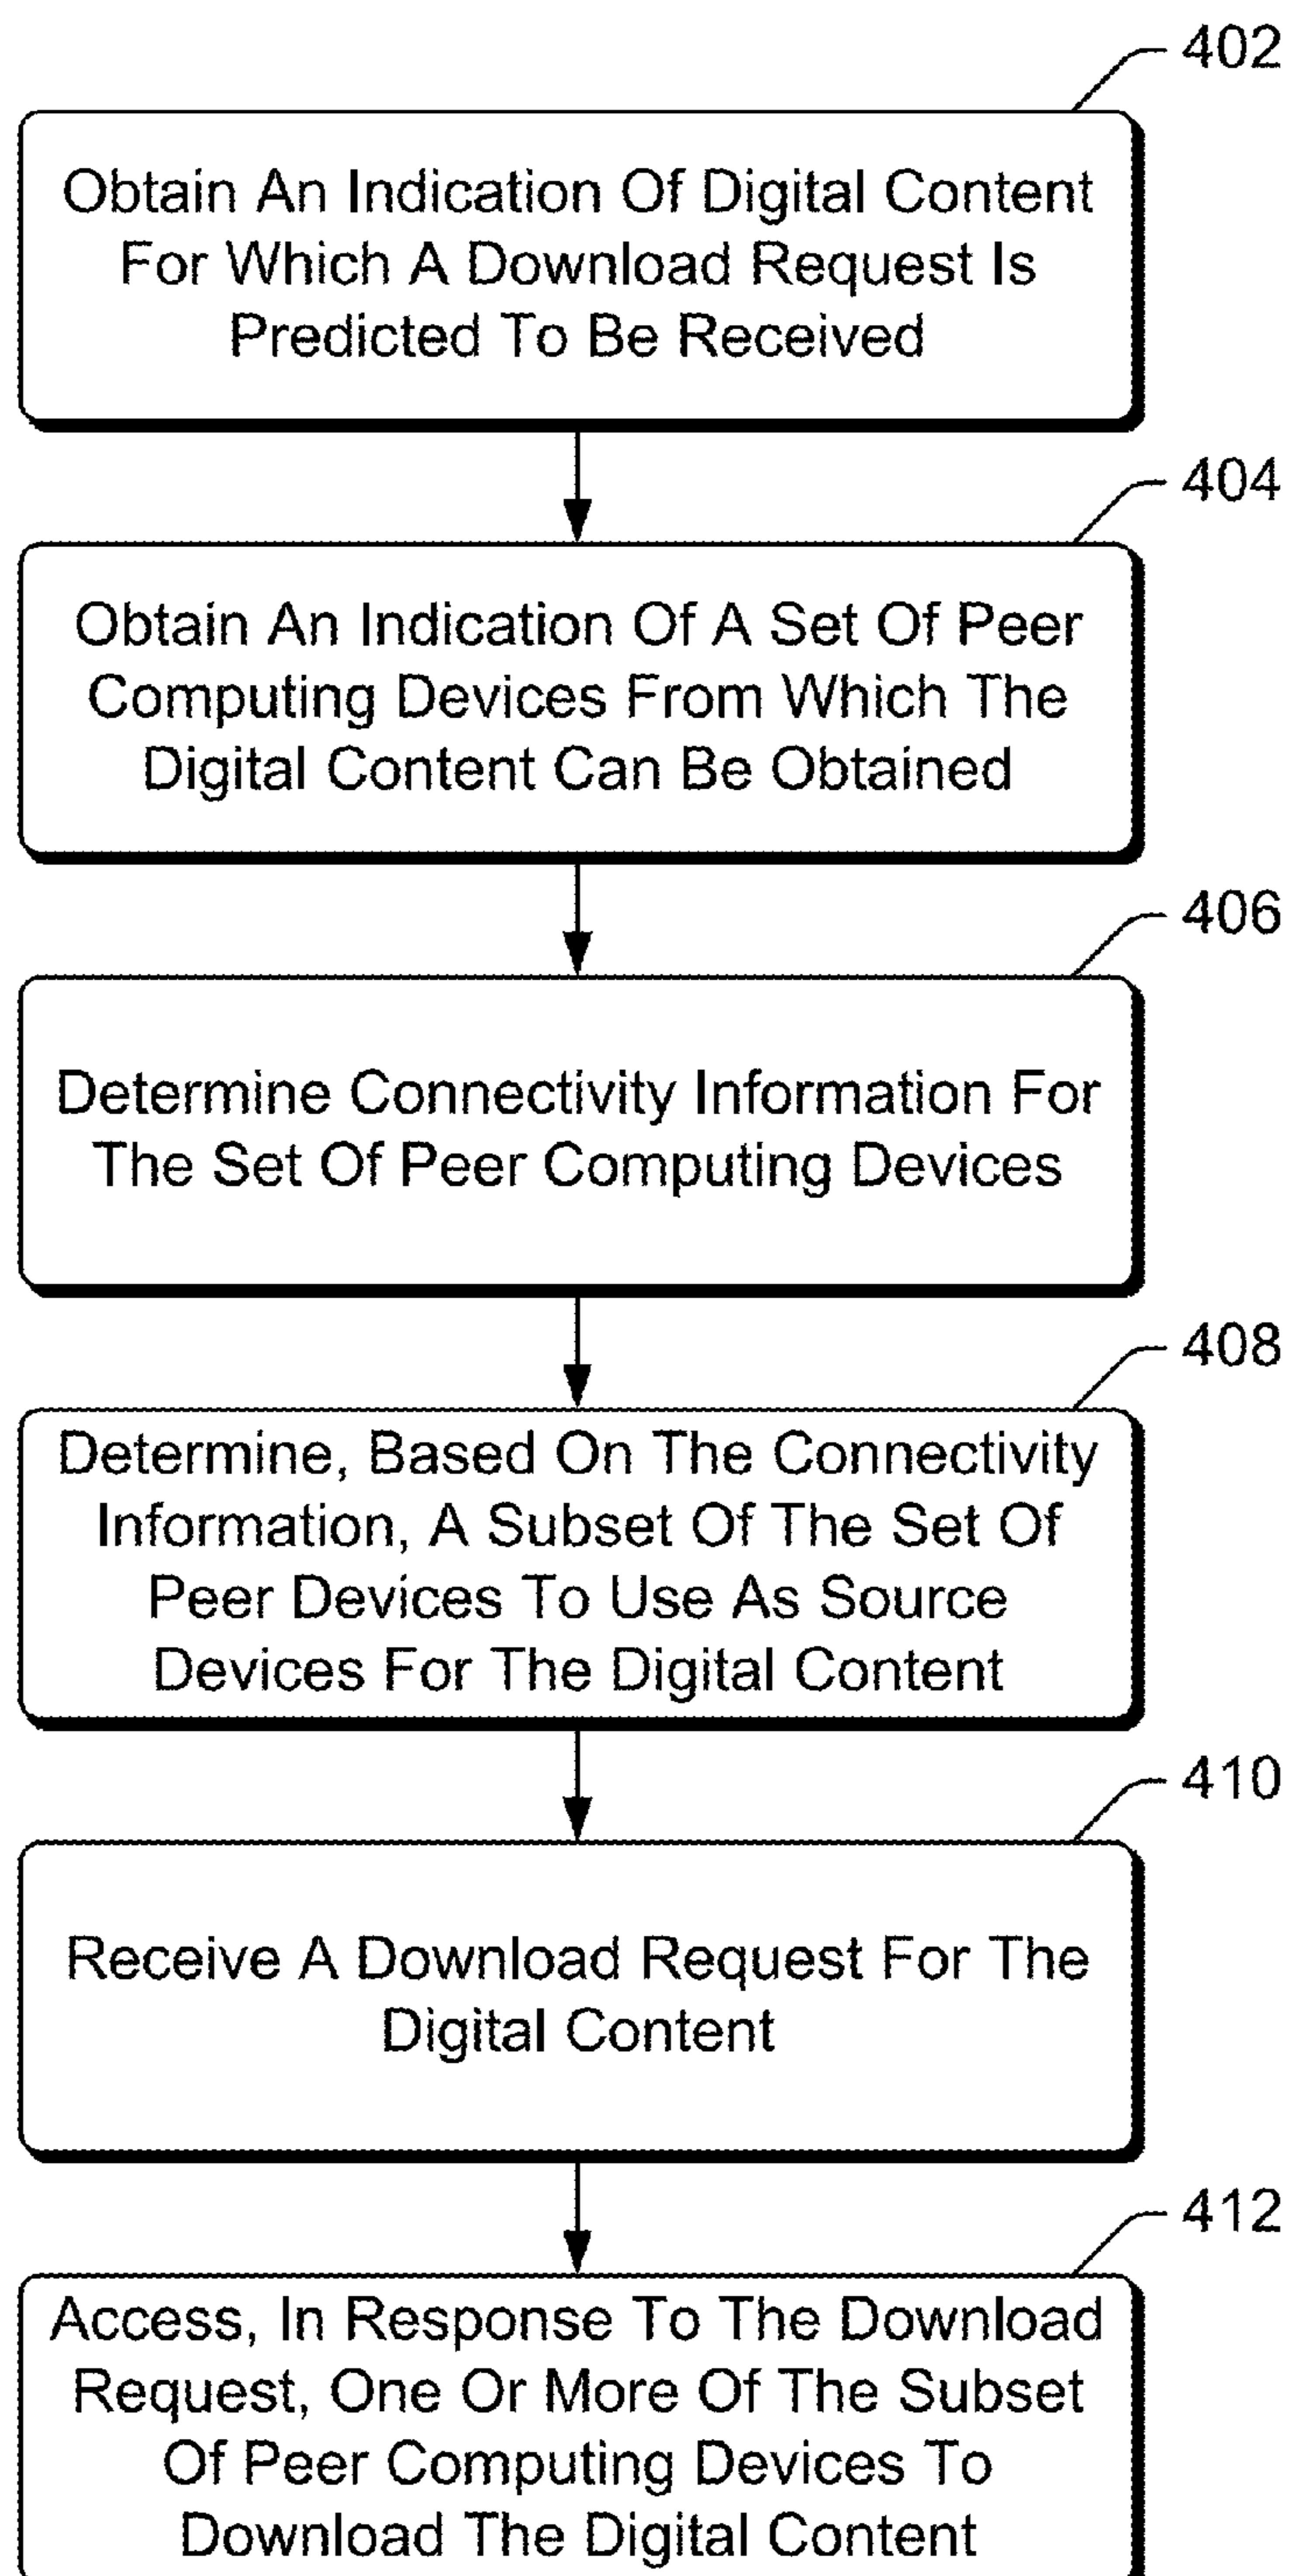 402
Obtain An Indication Of Digital Content
For Which A Download Request Is
Predicted To Be Received
404
Obtain An Indication Of A Set Of Peer
Computing Devices From Which The
Digital Content Can Be Obtained
406
Determine Connectivity Information For
The Set Of Peer Computing Devices
408
Determine, Based On The Connectivity
Information, A Subset Of The Set Of
Peer Devices To Use As Source
Devices For The Digital Content
410
Receive A Download Request For The
Digital Content
412
Access, In Response To The Download
Request, One Or More Of The Subset
Of Peer Computing Devices To
Download The Digital Content